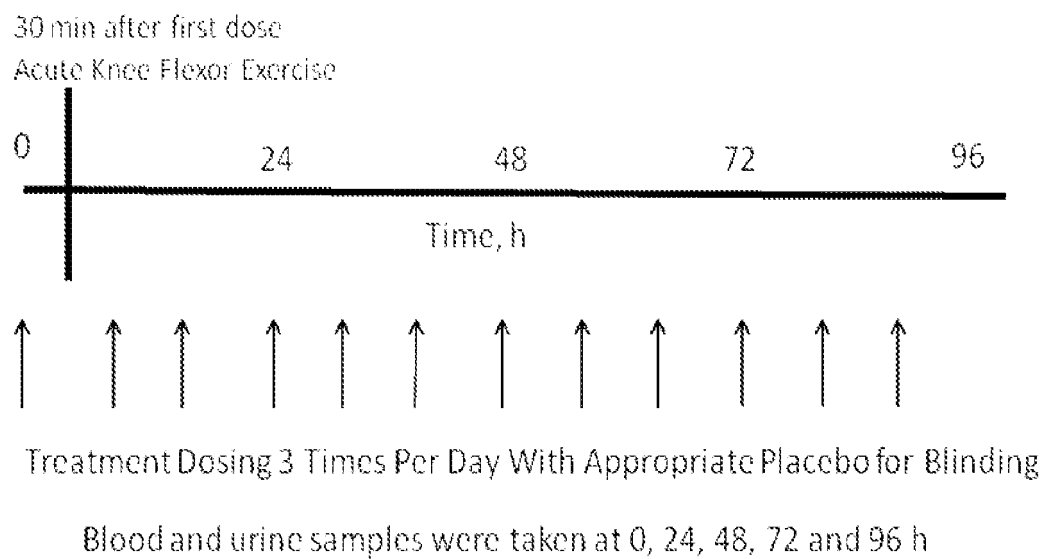 30 min after first dose
Acute Knee Flexor Exercise
0 24 48 72 96
Time, h
Treatment Dosing 3 Times Per Day With Appropriate Placebo for Blinding
Blood and urine samples were taken at 0, 24, 48, 72 and 96 h